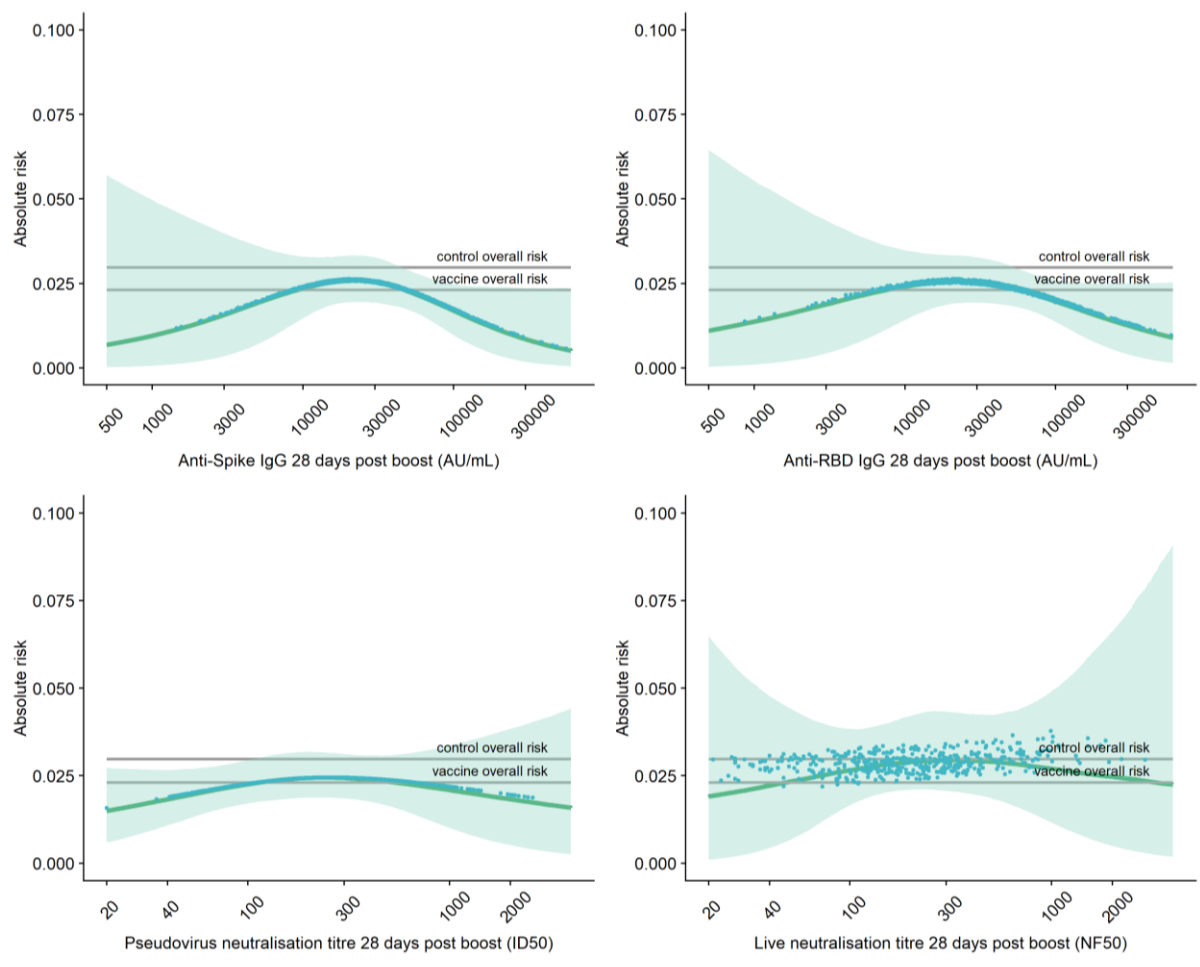 0.100
0.075
0.050
0.025
0.000
Absolute risk
control overall risk
vaccine overall risk
500 1000 3000 10000 30000 100000 300000
Anti-Spike IgG 28 days post boost (AU/mL)
0.100
0.075
0.050
0.025
0.000
Absolute risk
control overall risk
vaccine overall risk
500 1000 3000 10000 30000 100000 300000
Anti-RBD IgG 28 days post boost (AU/mL)
0.100
0.075
0.050
0.025
0.000
Absolute risk
control overall risk
vaccine overall risk
20 40 100 300 1000 2000
Pseudovirus neutralisation titre 28 days post boost (ID50)
0.100
0.075
0.050
0.025
0.000
Absolute risk
control overall risk
vaccine overall risk
20 40 100 300 1000 2000
Live neutralisation titre 28 days post boost (NF50)